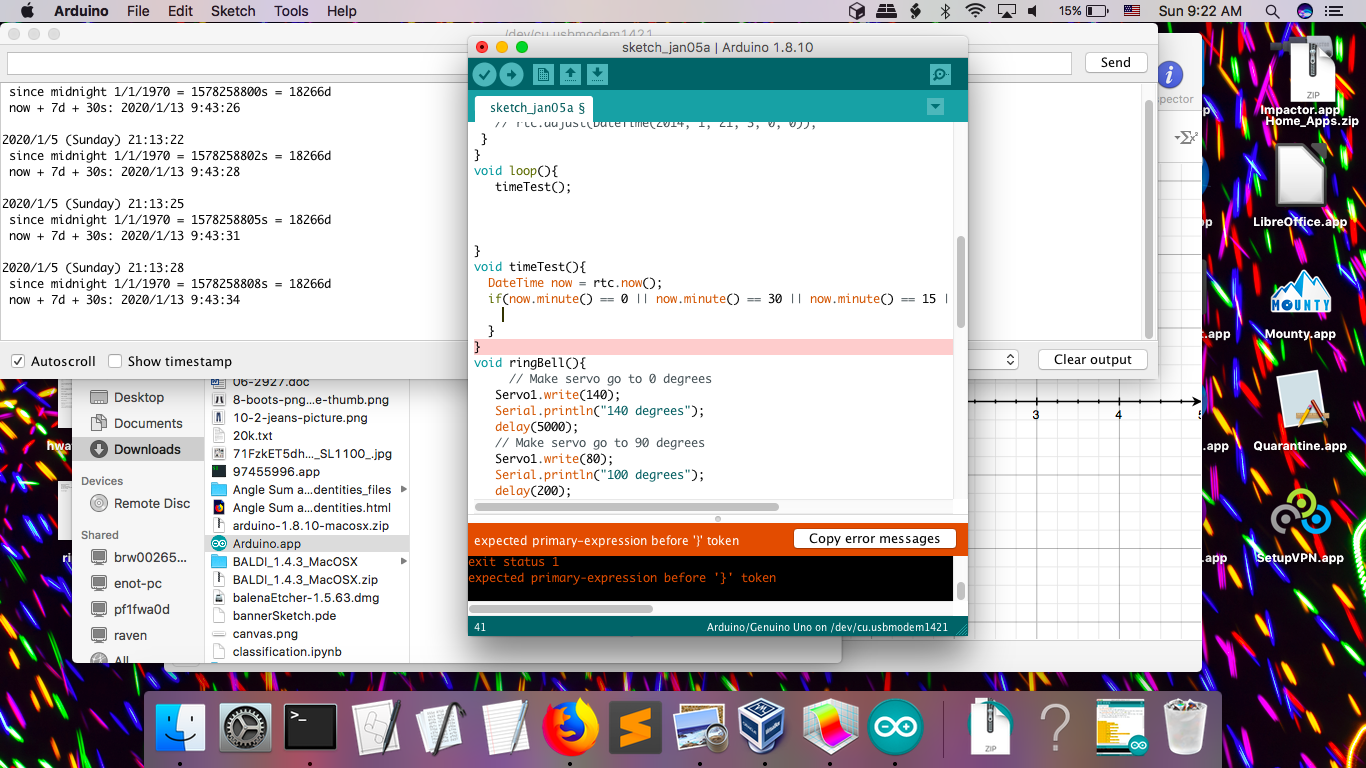 Arduino File Edit Sketch Tools Help 15% Sun 9:22 AM
/dev/cu.usbmodem1421
Send
since midnight 1/1/1970 = 1578258800s = 18266d
now + 7d + 30s: 2020/1/13 9:43:26
2020/1/5 (Sunday) 21:13:22
since midnight 1/1/1970 = 1578258802s = 18266d
now + 7d + 30s: 2020/1/13 9:43:28
2020/1/5 (Sunday) 21:13:25
since midnight 1/1/1970 = 1578258805s = 18266d
now + 7d + 30s: 2020/1/13 9:43:31
2020/1/5 (Sunday) 21:13:28
since midnight 1/1/1970 = 1578258808s = 18266d
now + 7d + 30s: 2020/1/13 9:43:34
Autoscroll Show timestamp
Clear output
sketch_jan05a | Arduino 1.8.10
sketch_jan05a §
// rtc.adjust(DateTime(2014, 1, 21, 3, 0, 0));
}
}
void loop(){
timeTest();
}
void timeTest(){
DateTime now = rtc.now();
if(now.minute() == 0 || now.minute() == 30 || now.minute() == 15 |
}
}
void ringBell(){
// Make servo go to 0 degrees
Servo1.write(140);
Serial.println("140 degrees");
delay(5000);
// Make servo go to 90 degrees
Servo1.write(80);
Serial.println("100 degrees");
delay(200);
expected primary-expression before '}' token
Copy error messages
exit status 1
expected primary-expression before '}' token
41
Arduino/Genuino Uno on /dev/cu.usbmodem1421
Desktop
Documents
Downloads
Devices
Remote Disc
Shared
brw00265...
enot-pc
pf1fwa0d
raven
All
06-2927.doc
8-boots-png...e-thumb.png
10-2-jeans-picture.png
20k.txt
71FzkET5dh..._SL1100_.jpg
97455996.app
Angle Sum a...dentities_files
Angle Sum a...dentities.html
arduino-1.8.10-macosx.zip
Arduino.app
BALDI_1.4.3_MacOSX
BALDI_1.4.3_MacOSX.zip
balenaEtcher-1.5.63.dmg
bannerSketch.pde
canvas.png
classification.ipynb
spector
3 4 5
ZIP
Impactor.app
Home_Apps.zip
LibreOffice.app
MOUNTY
Mounty.app
Quarantine.app
SetupVPN.app
hwa
ri
pp
.app
.app
ZIP